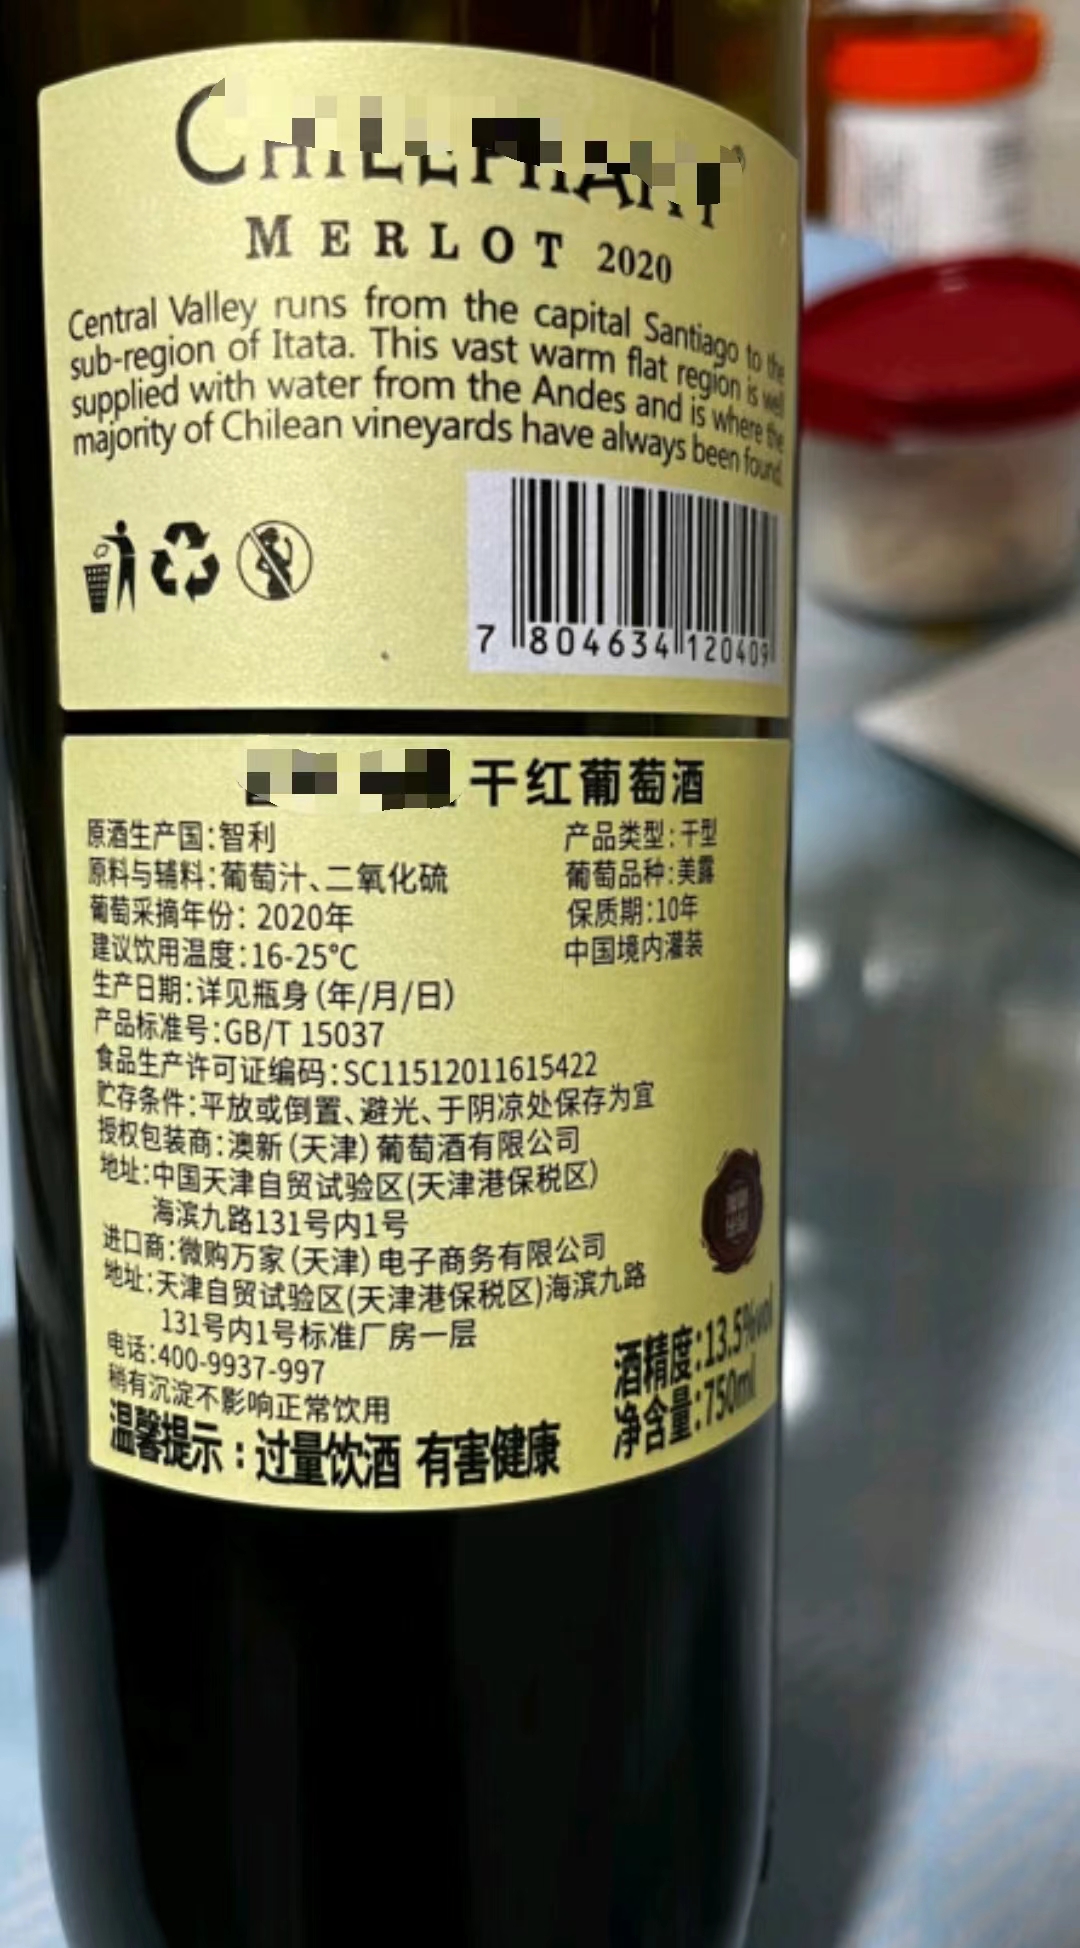 MERLOT 2020
Central Valley runs from the capital Santiago to the
sub-region of Itata. This vast warm flat region is well
supplied with water from the Andes and is where the
majority of Chilean vineyards have always been found.
7 804634 120409
干红葡萄酒
原酒生产国:智利 产品类型:干型
原料与辅料:葡萄汁、二氧化硫 葡萄品种:美露
葡萄采摘年份: 2020年 保质期:10年
建议饮用温度:16-25°C 中国境内灌装
生产日期:详见瓶身(年/月/日)
产品标准号:GB/T 15037
食品生产许可证编码:SC11512011615422
贮存条件:平放或倒置、避光、于阴凉处保存为宜
授权包装商:澳新(天津)葡萄酒有限公司
地址:中国天津自贸试验区(天津港保税区)
海滨九路131号内1号
进口商:微购万家(天津)电子商务有限公司
地址:天津自贸试验区(天津港保税区)海滨九路
131号内1号标准厂房一层
电话:400-9937-997
稍有沉淀不影响正常饮用
温馨提示:过量饮酒 有害健康
酒精度:13.5%vol
净含量:750ml